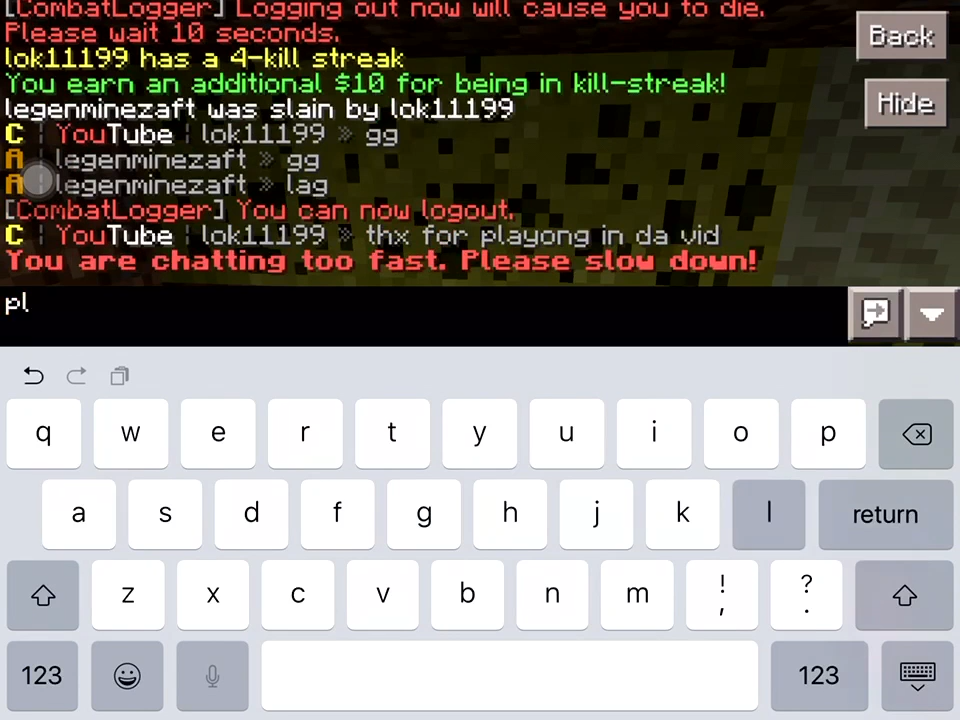 [CombatLogger] Logging out now will cause you to die.
Please wait 10 seconds.
lok11199 has a 4-kill streak
You earn an additional $10 for being in kill-streak!
legenminezaft was slain by lok11199
C ¦ YouTube ¦ lok11199 » gg
A ¦ legenminezaft » gg
A ¦ legenminezaft » lag
[CombatLogger] You can now logout.
C ¦ YouTube ¦ lok11199 » thx for playong in da vid
You are chatting too fast. Please slow down!
Back
Hide
pl
q w e r t y u i o p
a s d f g h j k l return
z x c v b n m ! , ? .
123 123